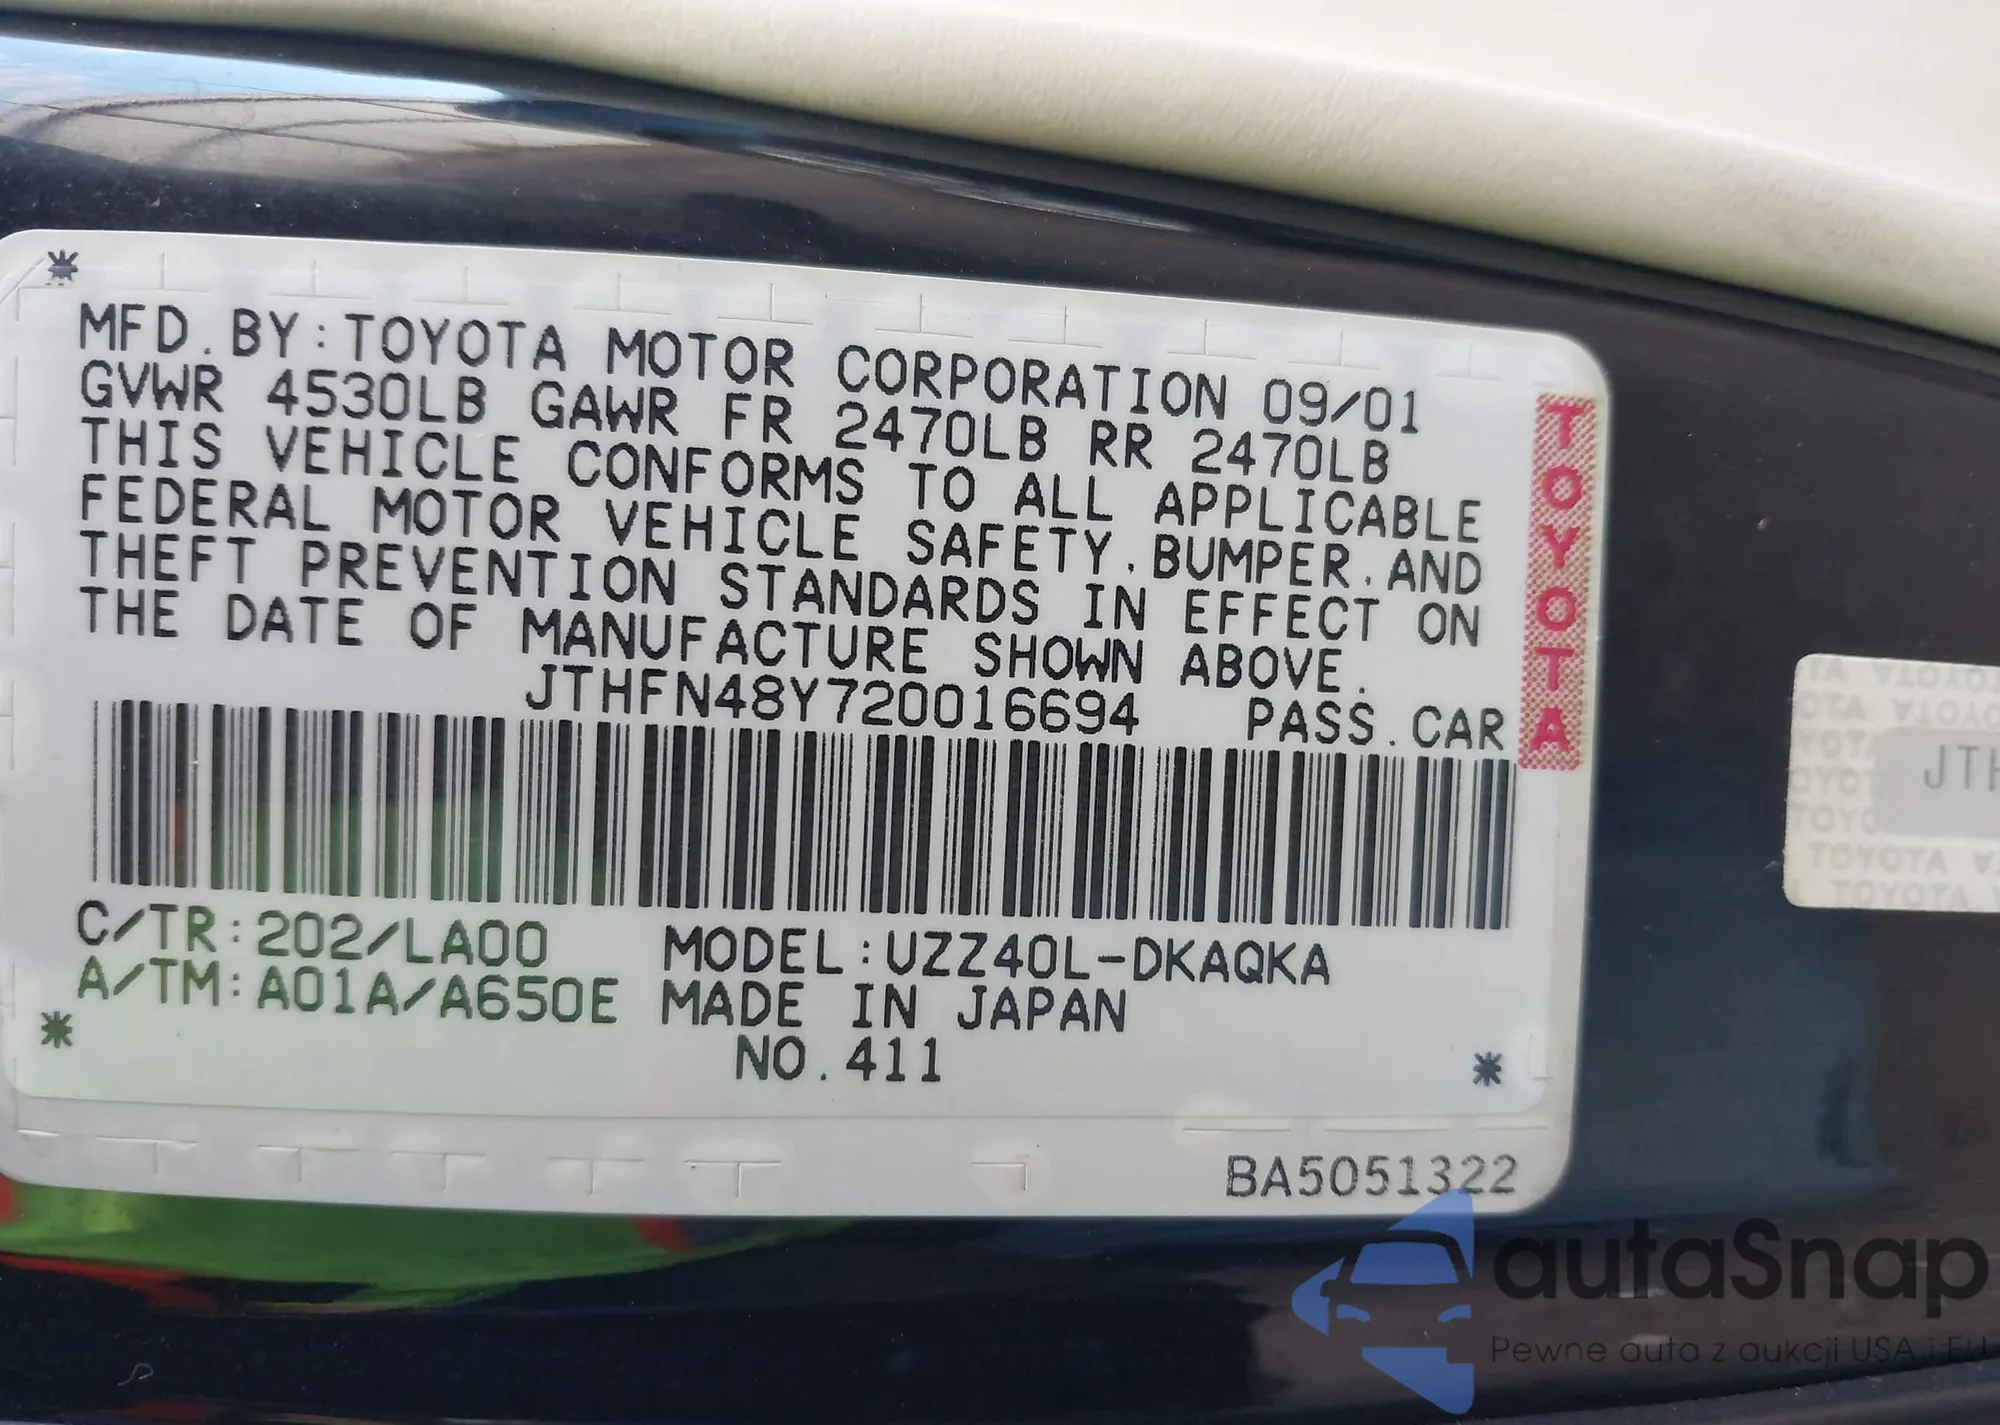 MFD.BY:TOYOTA MOTOR CORPORATION 09/01
GVWR 4530LB GAWR FR 2470LB RR 2470LB
THIS VEHICLE CONFORMS TO ALL APPLICABLE
FEDERAL MOTOR VEHICLE SAFETY,BUMPER,AND
THEFT PREVENTION STANDARDS IN EFFECT ON
THE DATE OF MANUFACTURE SHOWN ABOVE.
JTHFN48Y720016694 PASS.CAR
TOYOTA
C/TR:202/LA00 MODEL:UZZ40L-DKAQKA
A/TM:A01A/A650E MADE IN JAPAN
NO.411
BA5051322
JTH
TOYOTA
TOYOTA
autaSnap
Pewne auta z aukcji USA i EU